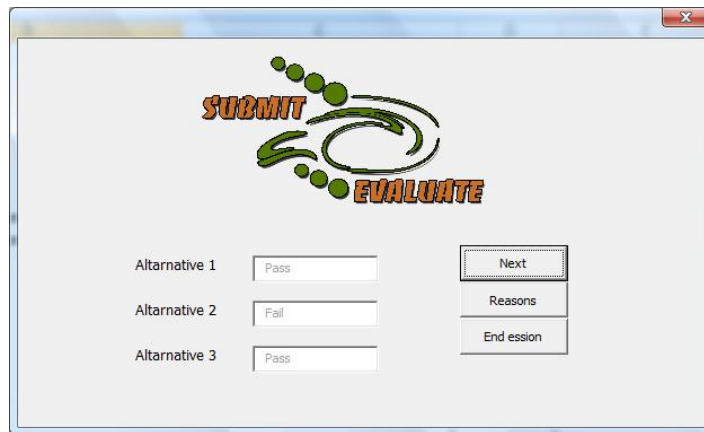 SUBMIT
EVALUATE
Altarnative 1 Pass Next
Altarnative 2 Fail Reasons
Altarnative 3 Pass End ession